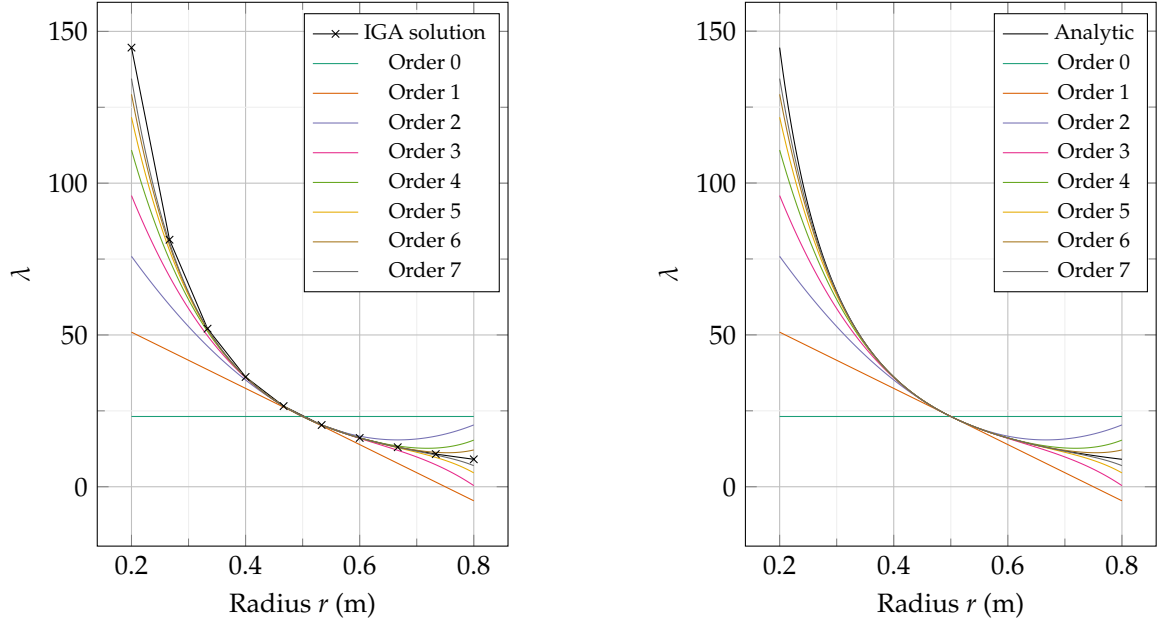 150
100
50
0
λ
0.2 0.4 0.6 0.8
Radius r (m)
IGA solution
Order 0
Order 1
Order 2
Order 3
Order 4
Order 5
Order 6
Order 7
150
100
50
0
λ
0.2 0.4 0.6 0.8
Radius r (m)
Analytic
Order 0
Order 1
Order 2
Order 3
Order 4
Order 5
Order 6
Order 7